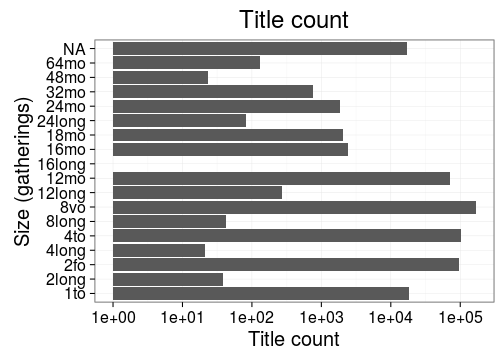 Title count
Size (gatherings)
NA
64mo
48mo
32mo
24mo
24long
18mo
16mo
16long
12mo
12long
8vo
8long
4to
4long
2fo
2long
1to
1e+00 1e+01 1e+02 1e+03 1e+04 1e+05
Title count